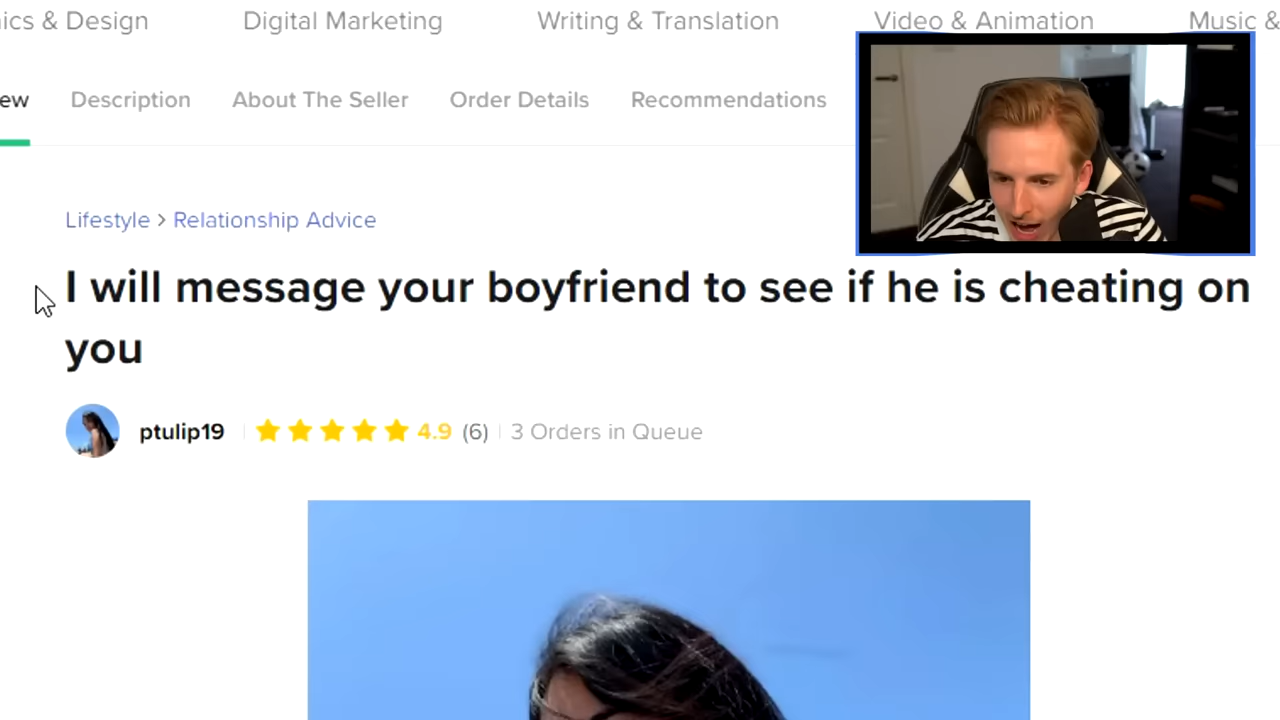 ics & Design Digital Marketing Writing & Translation Video & Animation Music &
ew Description About The Seller Order Details Recommendations
Lifestyle > Relationship Advice
I will message your boyfriend to see if he is cheating on
you
ptulip19 4.9 (6) 3 Orders in Queue